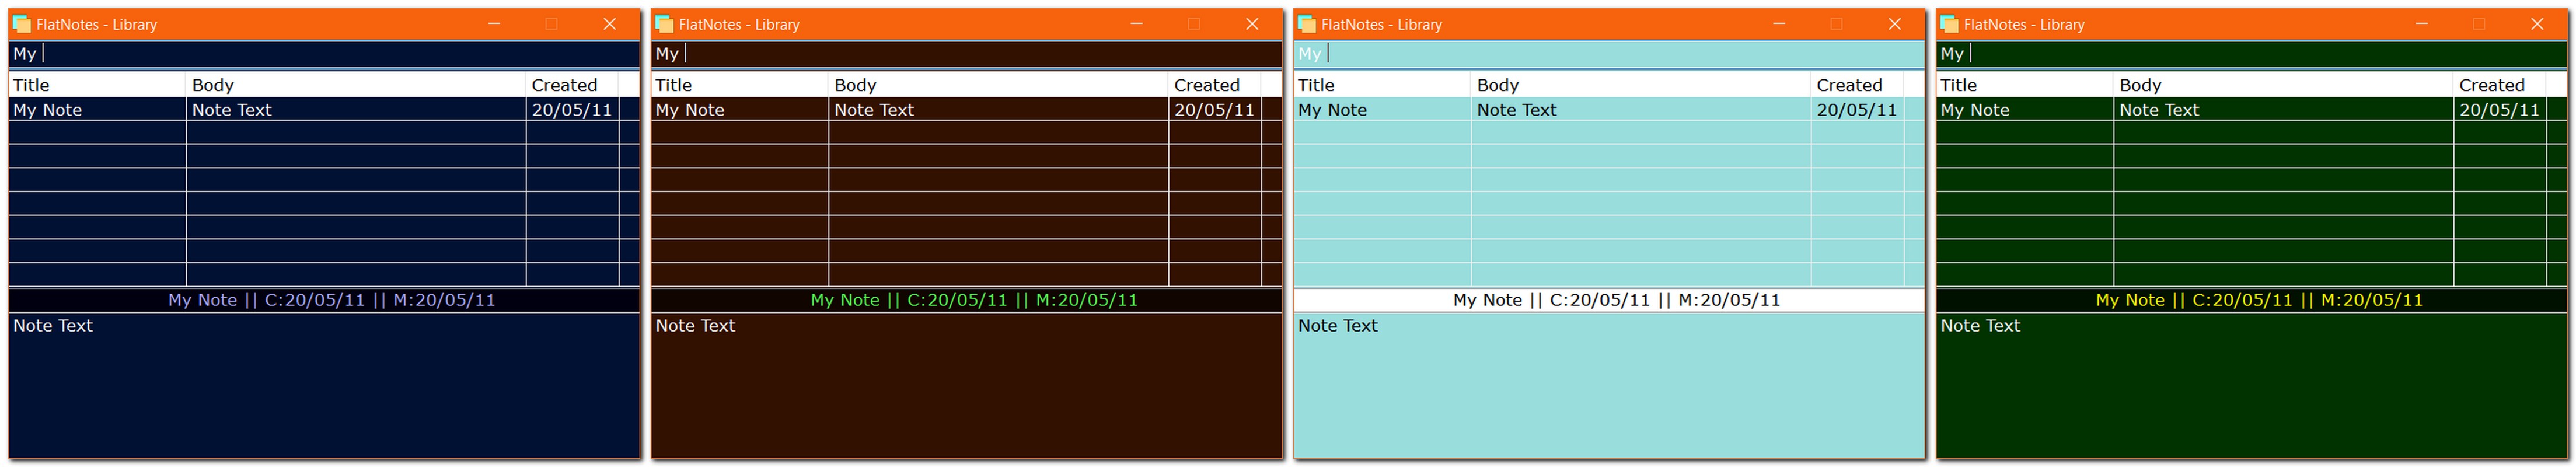 FlatNotes - Library
My
Title Body Created
My Note Note Text 20/05/11
My Note || C:20/05/11 || M:20/05/11
Note Text
FlatNotes - Library
My
Title Body Created
My Note Note Text 20/05/11
My Note || C:20/05/11 || M:20/05/11
Note Text
FlatNotes - Library
My
Title Body Created
My Note Note Text 20/05/11
My Note || C:20/05/11 || M:20/05/11
Note Text
FlatNotes - Library
My
Title Body Created
My Note Note Text 20/05/11
My Note || C:20/05/11 || M:20/05/11
Note Text